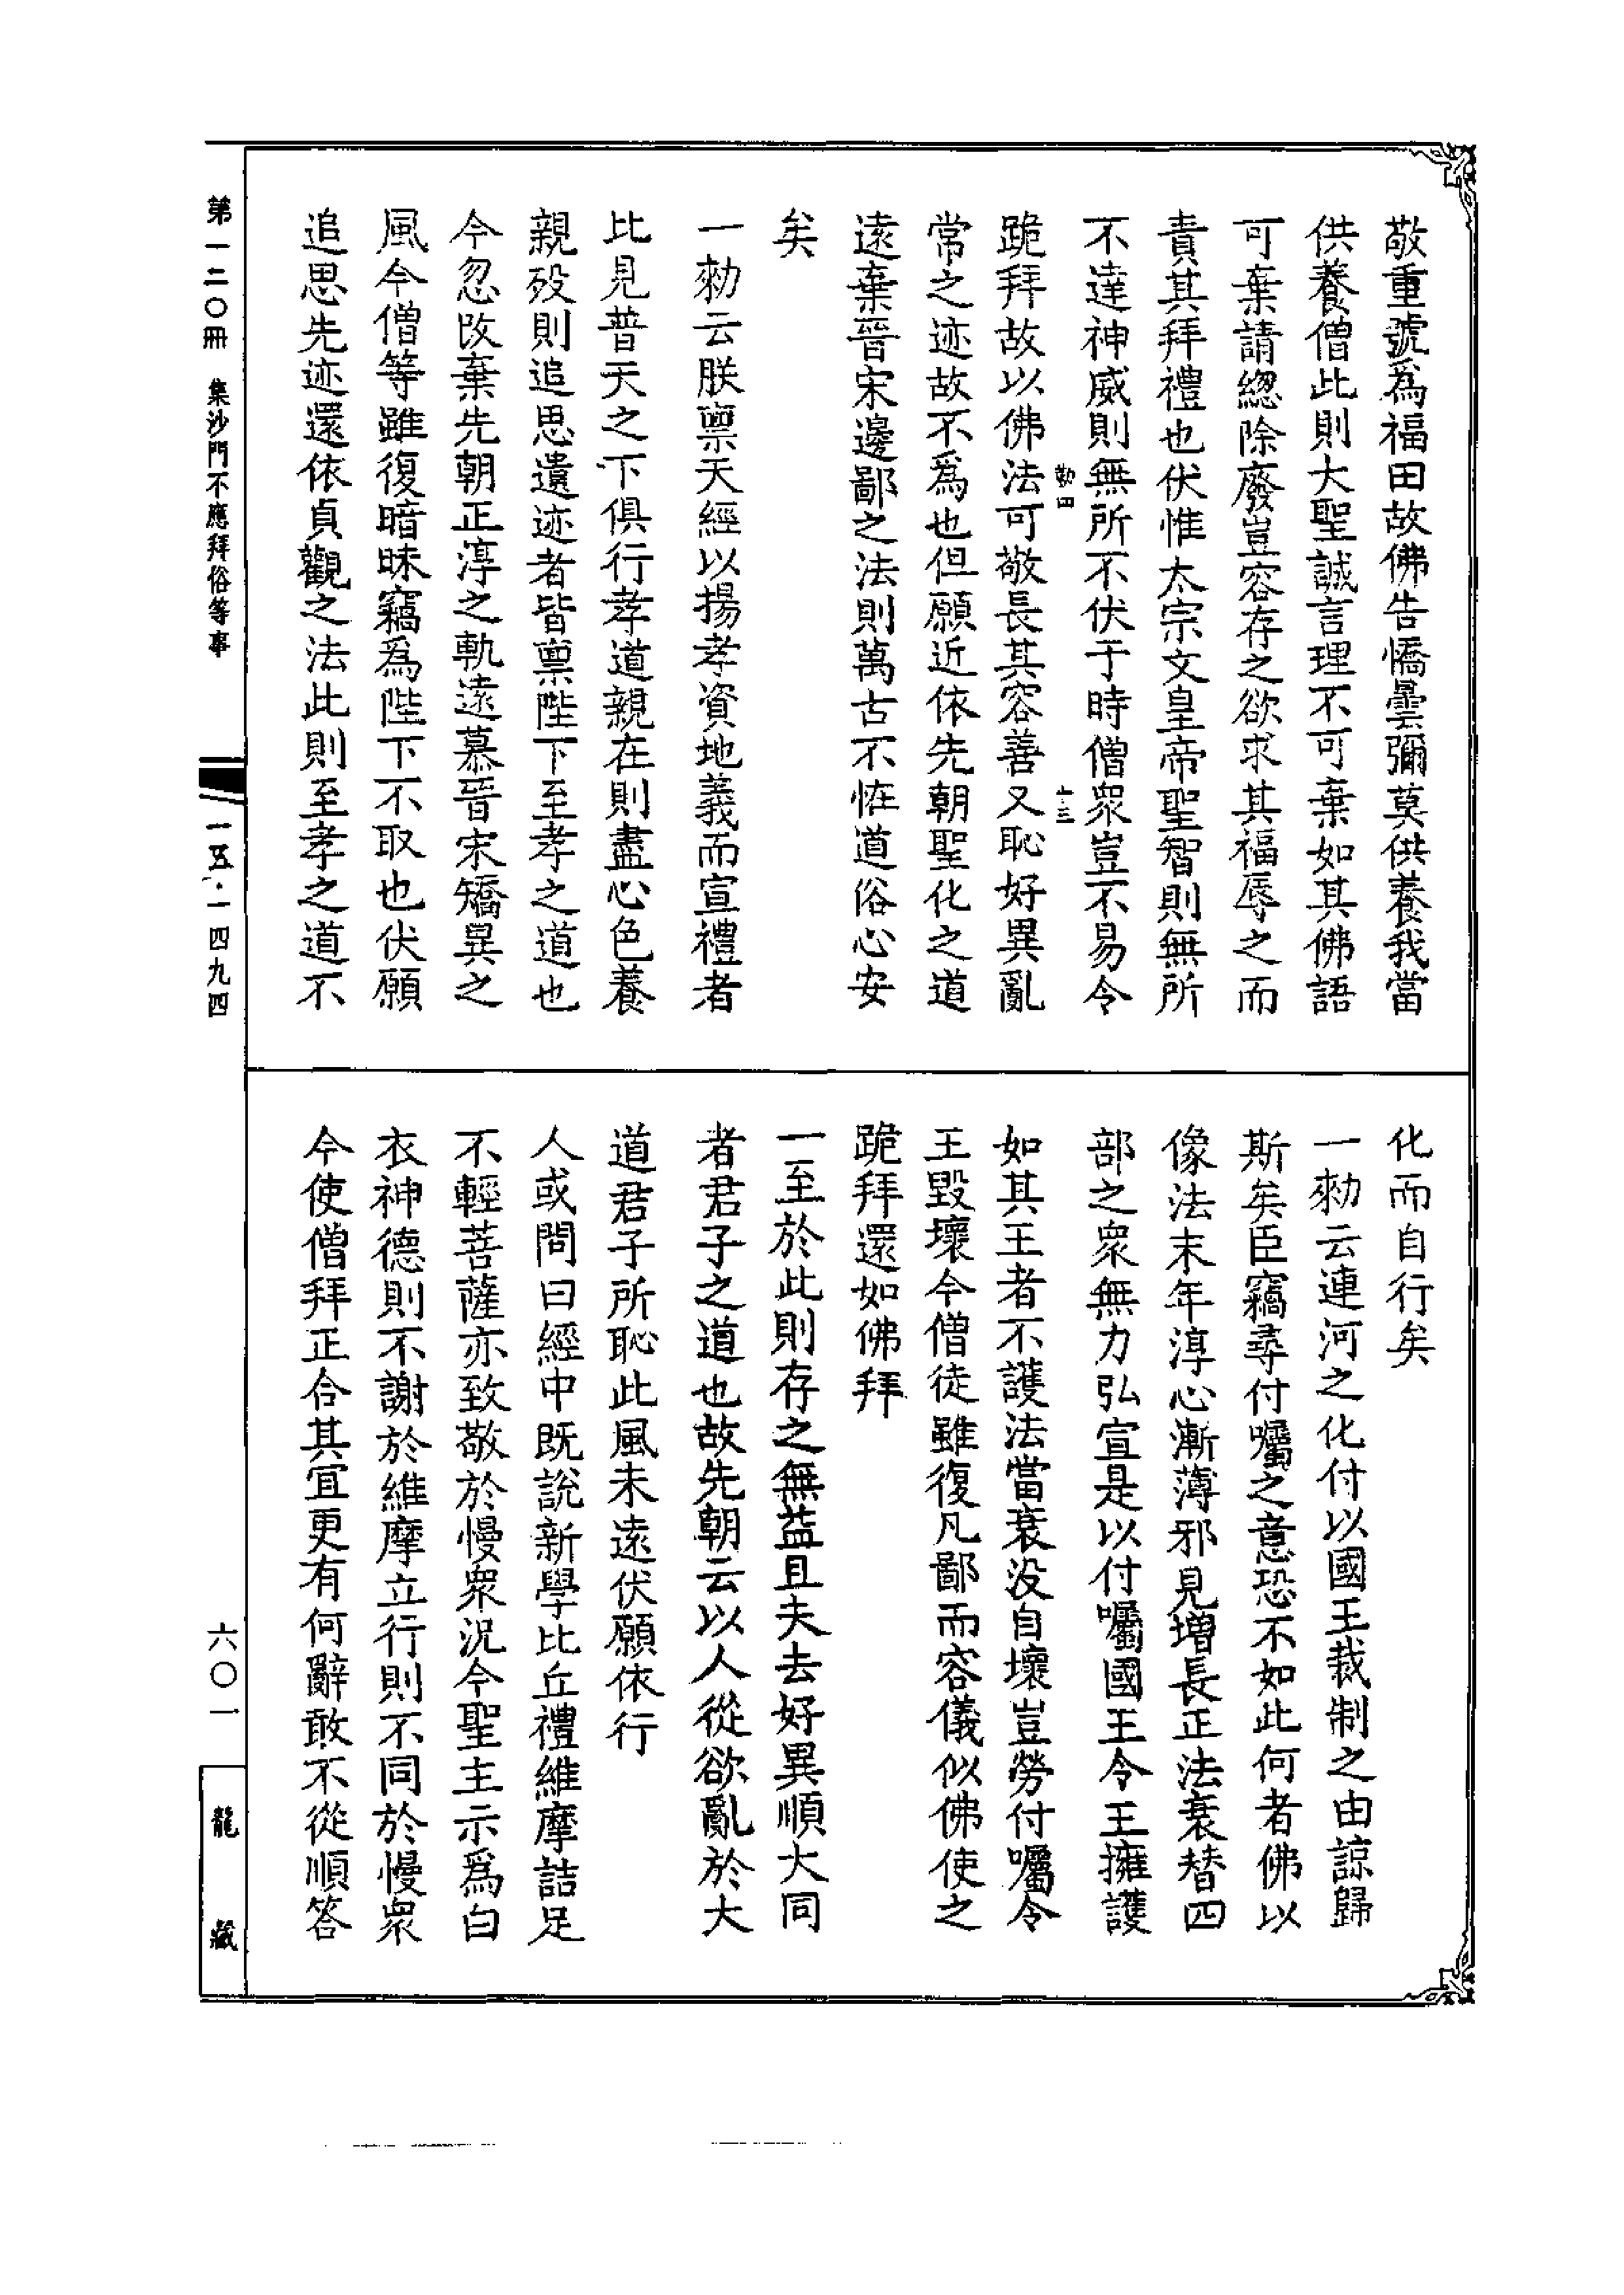 敬重號為福田故佛告憍曇彌莫供養我當
供養僧此則大聖誠言理不可棄如其佛語
可棄請緫除廢豈容存之欲求其福辱之而
責其拜禮也伏惟太宗文皇帝聖智則無所
不達神威則無所不伏于時僧衆豈不易令
勤四
十三
跪拜故以佛法可敬長其容善又恥好異亂
常之迹故不爲也但願近依先朝聖化之道
遠棄晉宋邊鄙之法則萬古不恠道俗心安
矣
一勑云朕禀天經以揚孝資地義而宣禮者
比見普天之下俱行孝道親在則盡心色養
親歿則追思遺迹者皆禀陛下至孝之道也
今忽改棄先朝正淳之軌遠慕晉宋矯異之
風今僧等雖復暗昧竊爲陛下不取也伏願
追思先迹還依貞觀之法此則至孝之道不
化而自行矣
一勑云連河之化付以國王裁制之由諒歸
斯矣臣竊尋付囑之意恐不如此何者佛以
像法末年淳心漸薄邪見增長正法衰替四
部之衆無力弘宣是以付囑國王令王擁護
如其王者不護法當衰没自壞豈勞付囑令
王毀壞今僧徒雖復凡鄙而容儀似佛使之
跪拜還如佛拜
一至於此則存之無益且夫去好異順大同
者君子之道也故先朝云以人從欲亂於大
道君子所恥此風未遠伏願依行
人或問曰經中既說新學比丘禮維摩詰足
不輕菩薩亦致敬於慢衆況今聖主示爲白
衣神德則不謝於維摩立行則不同於慢衆
今使僧拜正合其宜更有何辭敢不從順答
第一二〇冊 集沙門不應拜俗等事
一五·一四九四
六〇一
龍藏